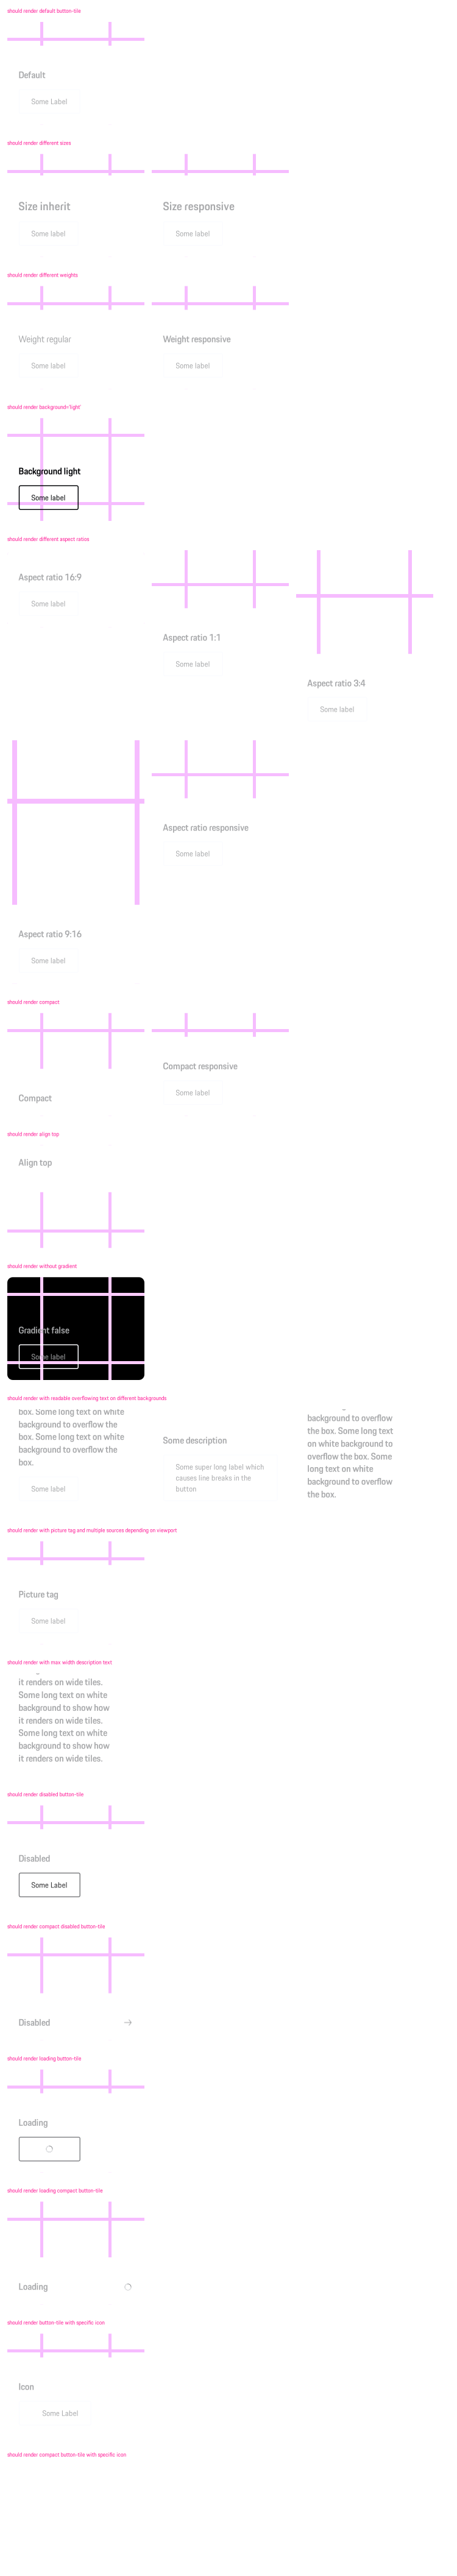 should render default button-tile
Default
Some Label
should render different sizes
Size inherit
Some label
Size responsive
Some label
should render different weights
Weight regular
Some label
Weight responsive
Some label
should render background='light'
Background light
Some label
should render different aspect ratios
Aspect ratio 16:9
Some label
Aspect ratio 1:1
Some label
Aspect ratio 3:4
Some label
Aspect ratio 9:16
Some label
Aspect ratio responsive
Some label
should render compact
Compact
Compact responsive
Some label
should render align top
Align top
should render without gradient
Gradient false
Some label
should render with readable overflowing text on different backgrounds
box. Some long text on white
background to overflow the
box. Some long text on white
background to overflow the
box.
Some label
Some description
Some super long label which
causes line breaks in the
button
background to overflow
the box. Some long text
on white background to
overflow the box. Some
long text on white
background to overflow
the box.
should render with picture tag and multiple sources depending on viewport
Picture tag
Some label
should render with max width description text
it renders on wide tiles.
Some long text on white
background to show how
it renders on wide tiles.
Some long text on white
background to show how
it renders on wide tiles.
should render disabled button-tile
Disabled
Some Label
should render compact disabled button-tile
Disabled
should render loading button-tile
Loading
should render loading compact button-tile
Loading
should render button-tile with specific icon
Icon
Some Label
should render compact button-tile with specific icon